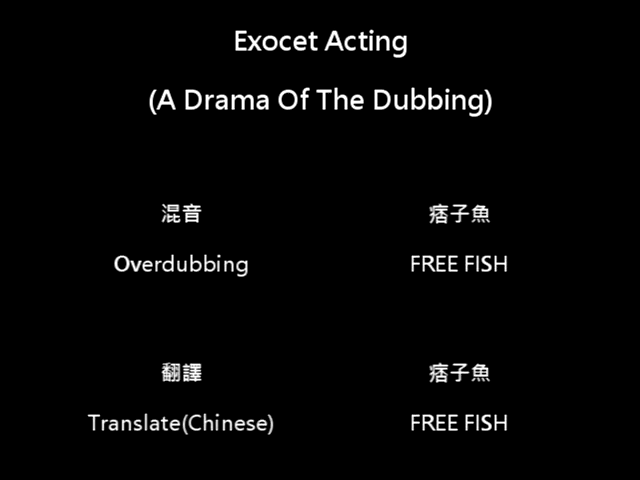 Exocet Acting
(A Drama Of The Dubbing)
混音 痞子魚
Overdubbing FREE FISH
翻譯 痞子魚
Translate(Chinese) FREE FISH